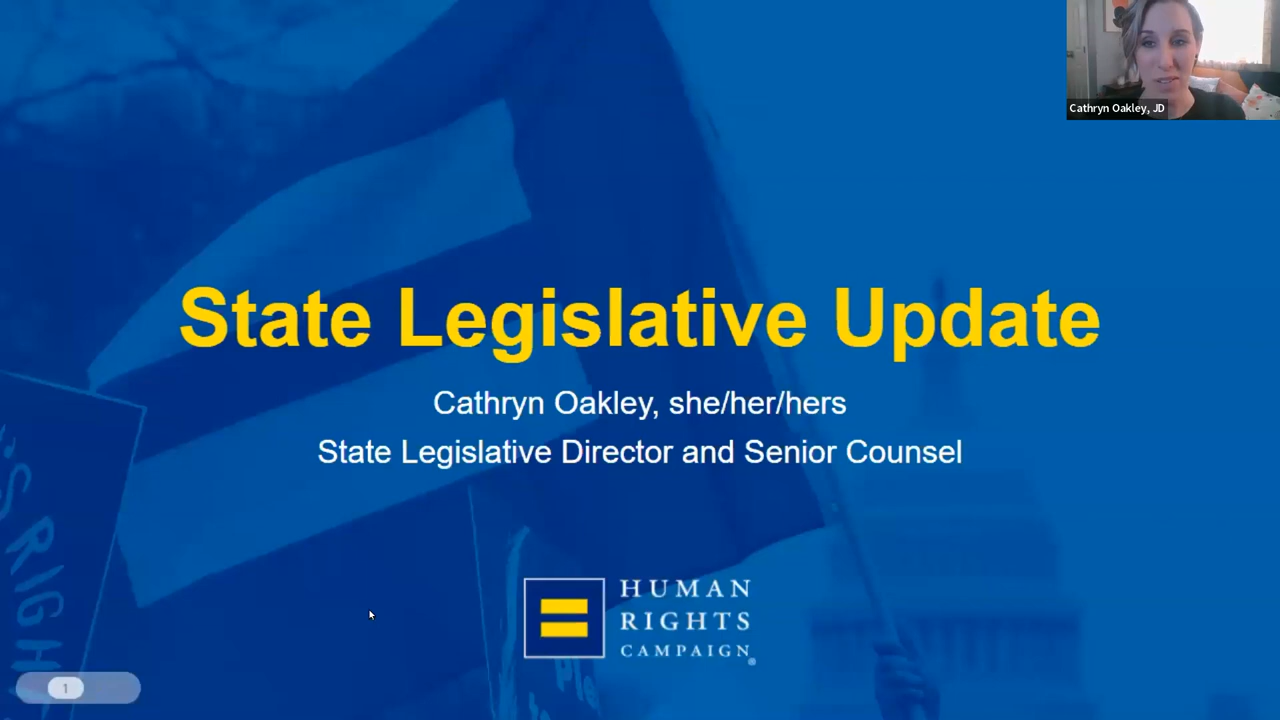 Cathryn Oakley, JD
State Legislative Update
Cathryn Oakley, she/her/hers
State Legislative Director and Senior Counsel
HUMAN
RIGHTS
CAMPAIGN®
'S RIGH
1